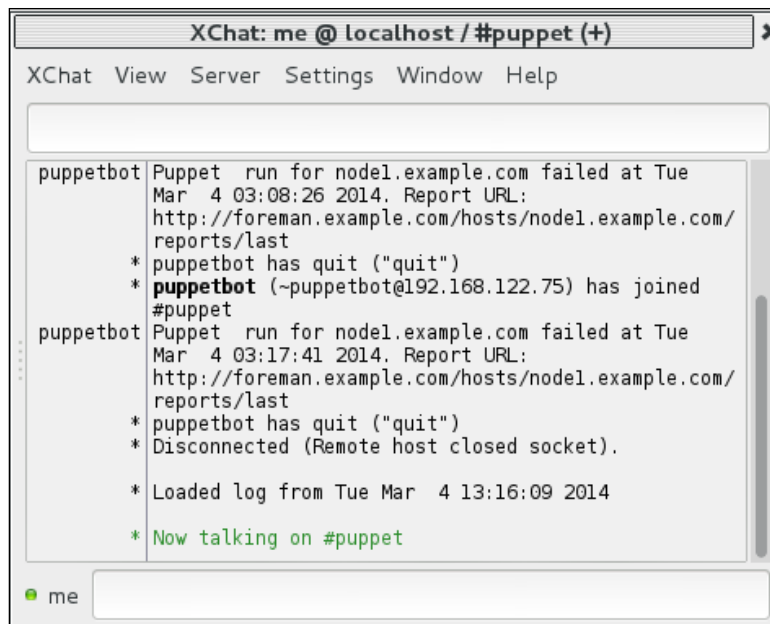 XChat: me @ localhost / #puppet (+)
XChat View Server Settings Window Help
puppetbot Puppet  run for node1.example.com failed at Tue
Mar  4 03:08:26 2014. Report URL:
http://foreman.example.com/hosts/node1.example.com/
reports/last
* puppetbot has quit ("quit")
* puppetbot (~puppetbot@192.168.122.75) has joined
#puppet
puppetbot Puppet  run for node1.example.com failed at Tue
Mar  4 03:17:41 2014. Report URL:
http://foreman.example.com/hosts/node1.example.com/
reports/last
* puppetbot has quit ("quit")
* Disconnected (Remote host closed socket).
* Loaded log from Tue Mar  4 13:16:09 2014
* Now talking on #puppet
me